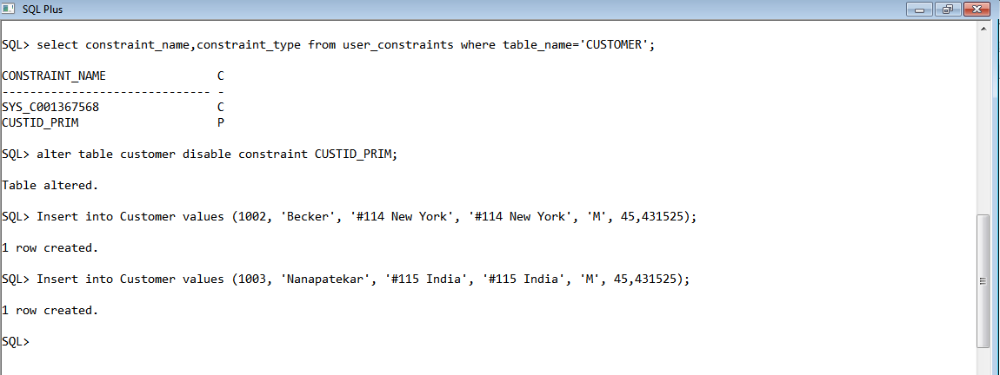 SQL Plus
SQL> select constraint_name,constraint_type from user_constraints where table_name='CUSTOMER';
CONSTRAINT_NAME                C
------------------------------ -
SYS_C001367568                 C
CUSTID_PRIM                    P
SQL> alter table customer disable constraint CUSTID_PRIM;
Table altered.
SQL> Insert into Customer values (1002, 'Becker', '#114 New York', '#114 New York', 'M', 45,431525);
1 row created.
SQL> Insert into Customer values (1003, 'Nanapatekar', '#115 India', '#115 India', 'M', 45,431525);
1 row created.
SQL>